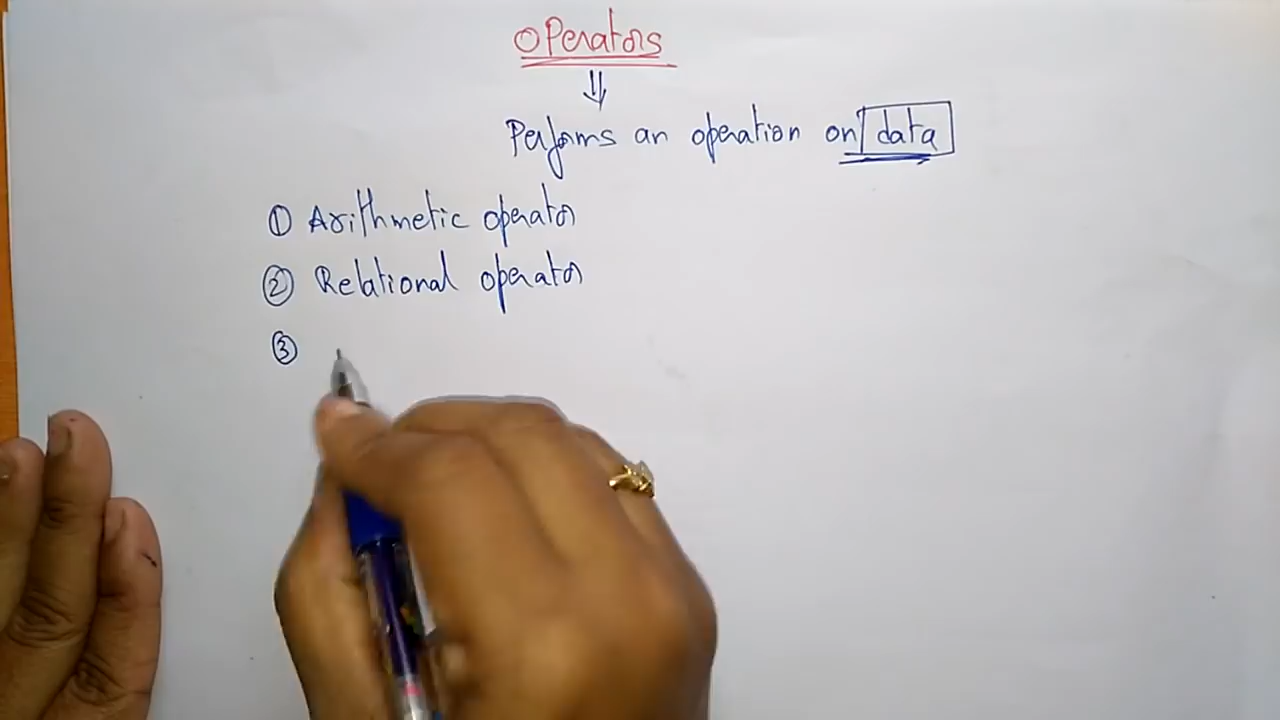 Operators
⇓
Performs an operation on data
① Arithmetic operator
② Relational operator
③